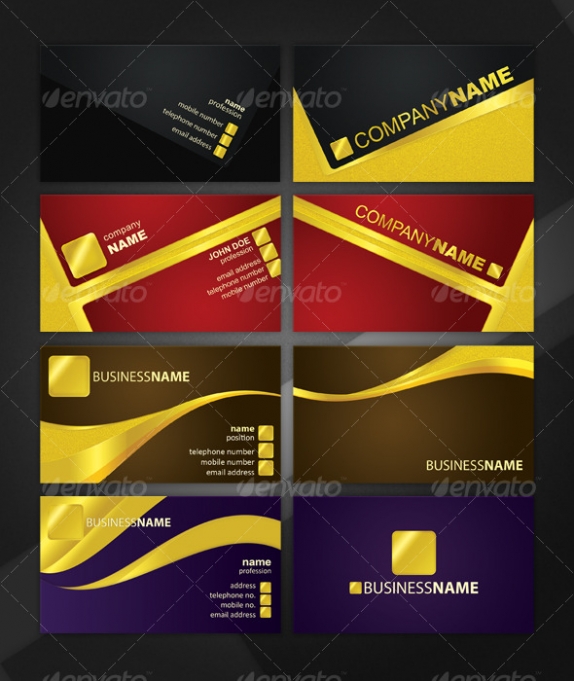 name
mobile number
telephone number
email address
COMPANYNAME
company
NAME
JOHN DOE
profession
email address
telephone number
mobile number
COMPANYNAME
BUSINESSNAME
name
position
telephone number
mobile number
email address
BUSINESSNAME
BUSINESSNAME
name
profession
address
telephone no.
mobile no.
email address
BUSINESSNAME
envato
envato
envato
envato
envato
envato
envato
envato
envato
envato
envato
envato